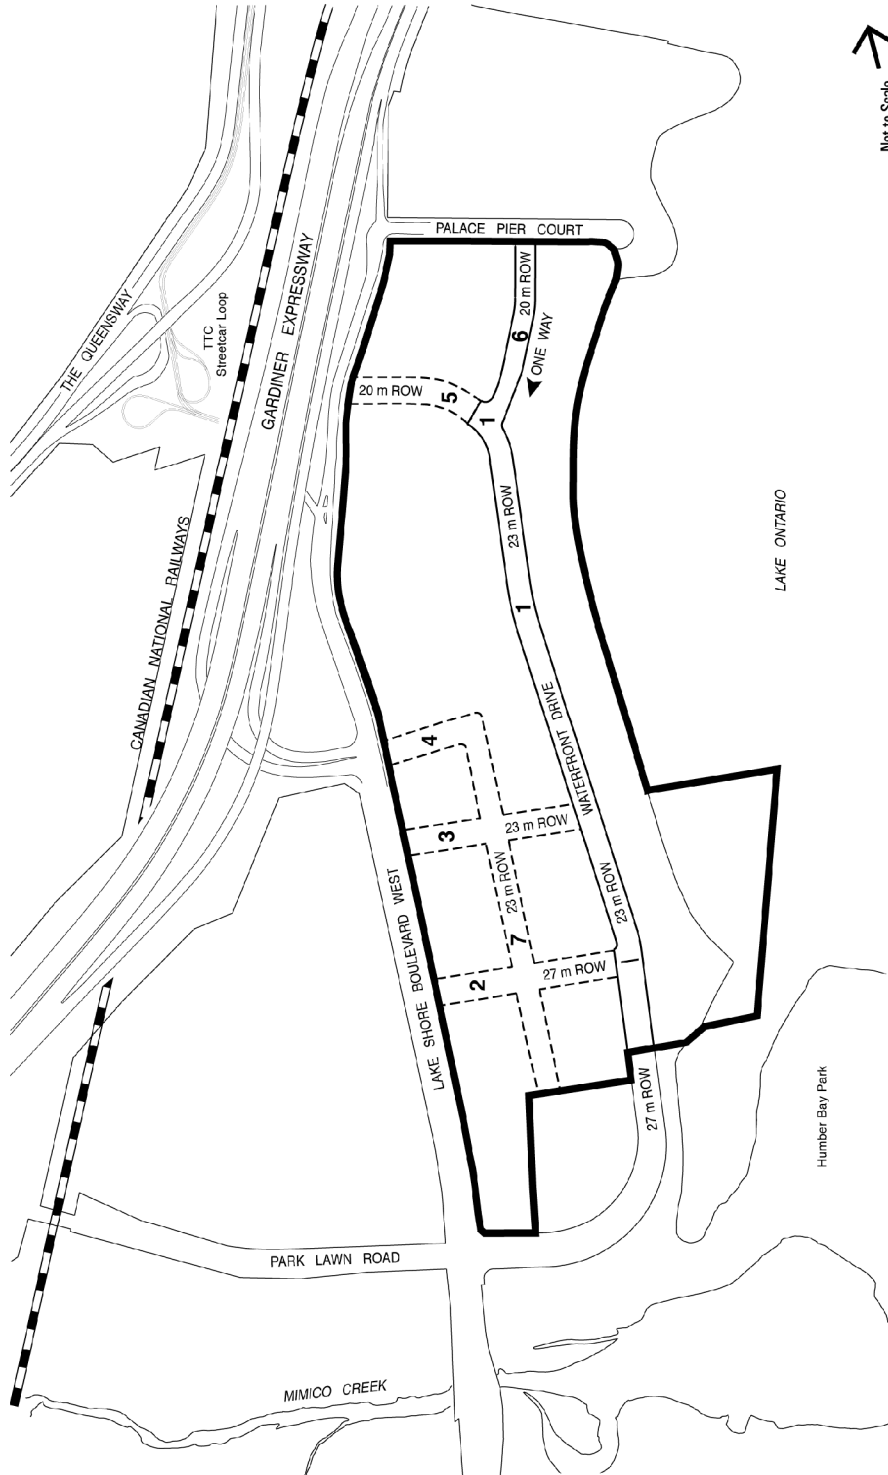 Not to Scale
PALACE PIER COURT
THE QUEENSWAY
TTC
Streetcar Loop
GARDINER EXPRESSWAY
20 m ROW
6
ONE WAY
20 m ROW
5
1
23 m ROW
LAKE ONTARIO
CANADIAN NATIONAL RAILWAYS
1
WATERFRONT DRIVE
4
3
23 m ROW
23 m ROW
23 m ROW
LAKE SHORE BOULEVARD WEST
7
2
27 m ROW
27 m ROW
Humber Bay Park
PARK LAWN ROAD
MIMICO CREEK